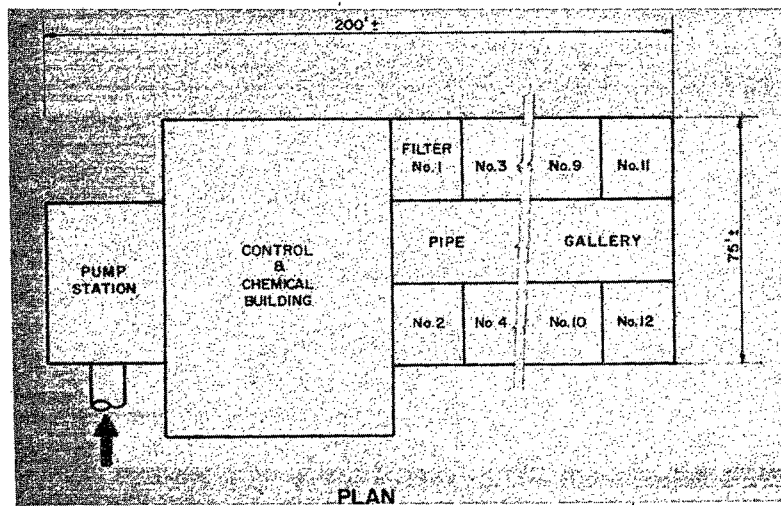 200'±
FILTER
No. 1
No. 3
No. 9
No. 11
PUMP
STATION
CONTROL
&
CHEMICAL
BUILDING
PIPE
GALLERY
75'±
No. 2
No. 4
No. 10
No. 12
PLAN